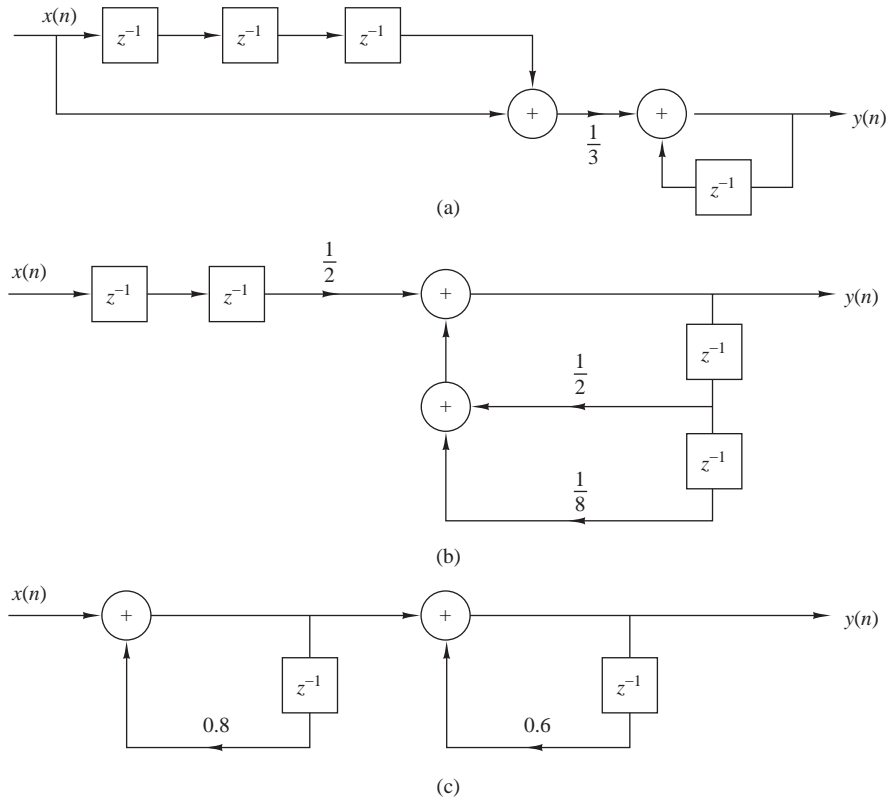 x(n)
z⁻¹ z⁻¹ z⁻¹
+ + y(n)
1/3
z⁻¹
(a)
x(n) 1/2
z⁻¹ z⁻¹ + y(n)
z⁻¹
1/2
+
z⁻¹
1/8
(b)
x(n)
+ + y(n)
z⁻¹ z⁻¹
0.8 0.6
(c)